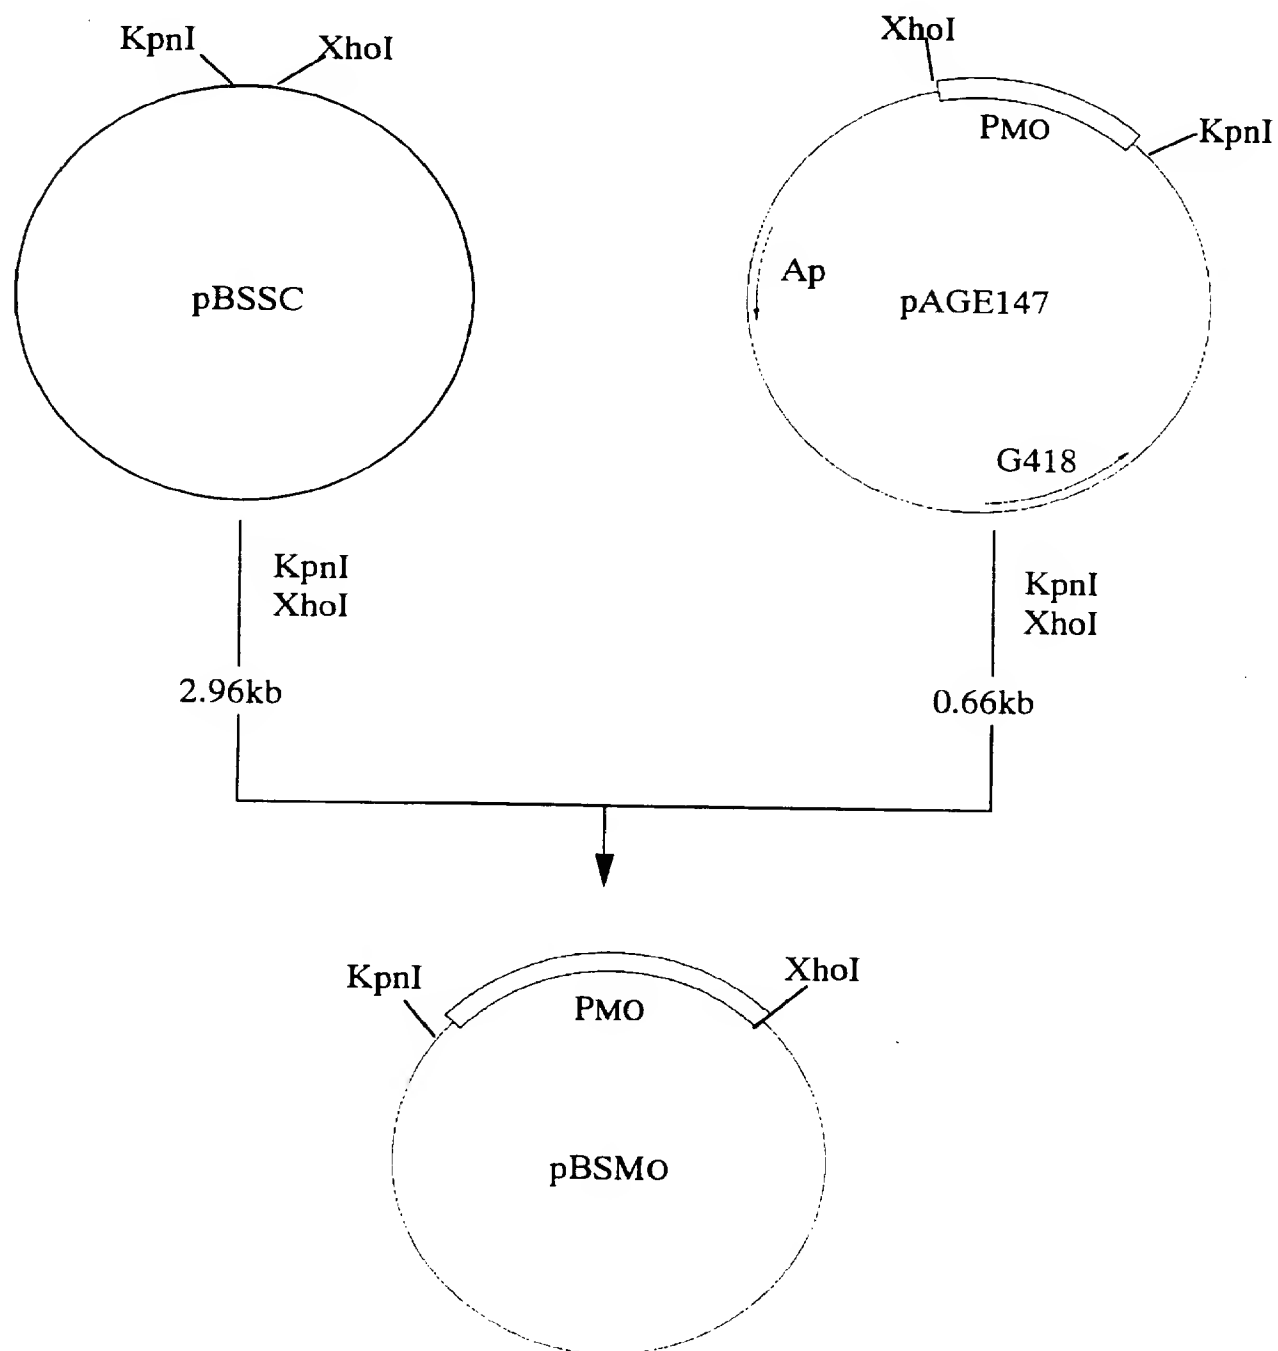 KpnI
XhoI
pBSSC
KpnI
XhoI
2.96kb
XhoI
PMO
KpnI
Ap
pAGE147
G418
KpnI
XhoI
0.66kb
KpnI
PMO
XhoI
pBSMo